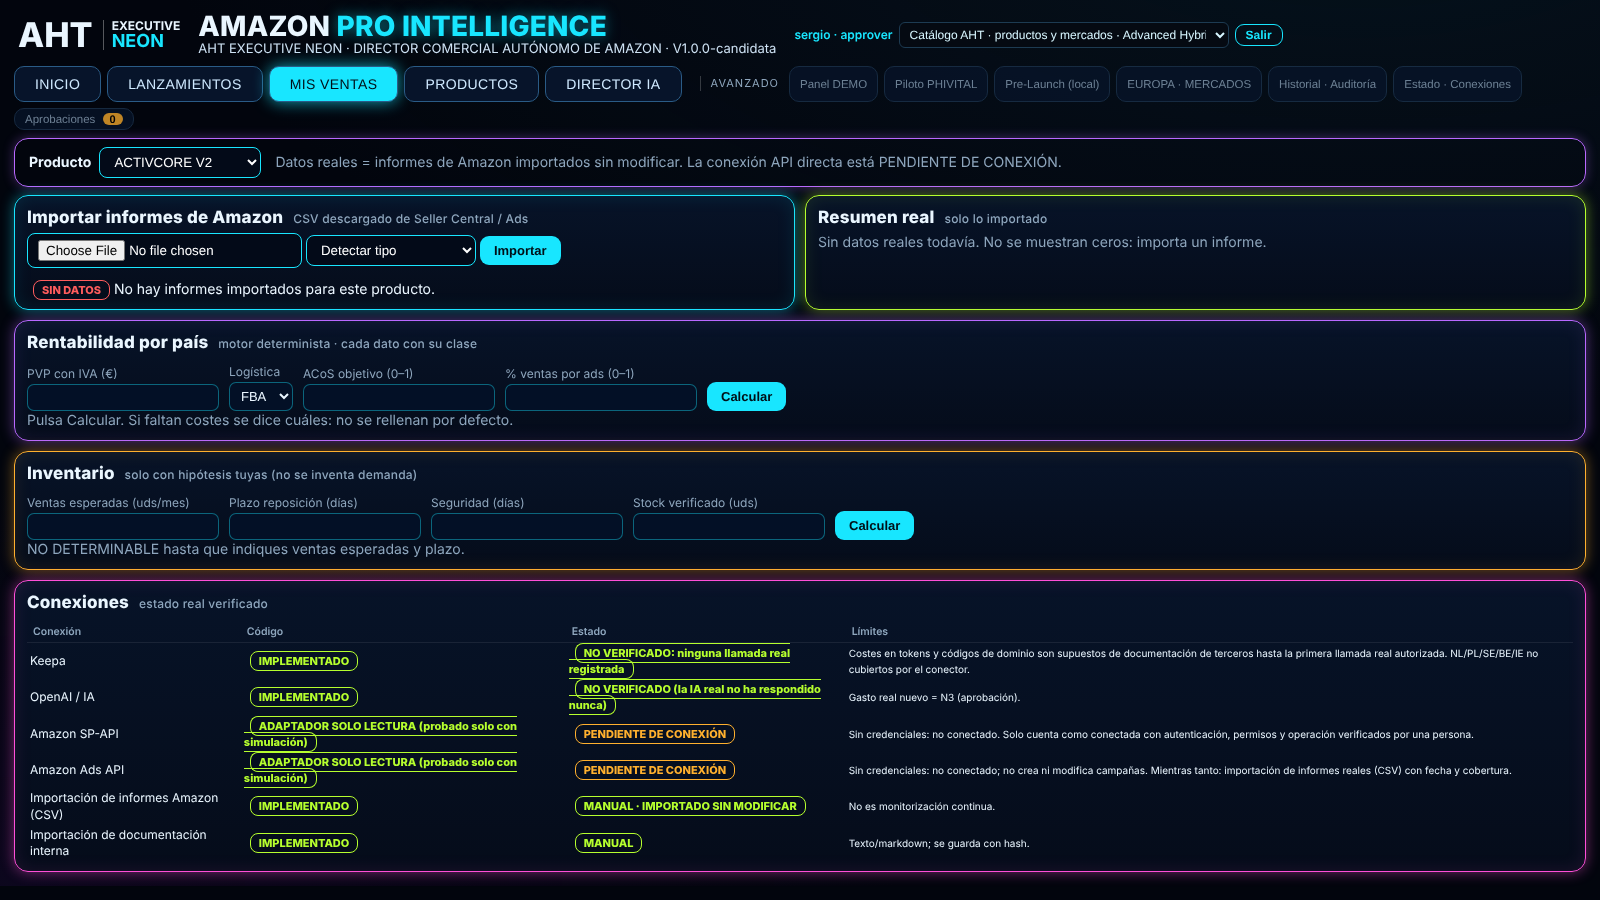 AHT EXECUTIVE NEON
AMAZON PRO INTELLIGENCE
AHT EXECUTIVE NEON · DIRECTOR COMERCIAL AUTÓNOMO DE AMAZON · V1.0.0-candidata
sergio · approver
Catálogo AHT · productos y mercados · Advanced Hybri
Salir
INICIO
LANZAMIENTOS
MIS VENTAS
PRODUCTOS
DIRECTOR IA
AVANZADO
Panel DEMO
Piloto PHIVITAL
Pre-Launch (local)
EUROPA · MERCADOS
Historial · Auditoría
Estado · Conexiones
Aprobaciones 0
Producto
ACTIVCORE V2
Datos reales = informes de Amazon importados sin modificar. La conexión API directa está PENDIENTE DE CONEXIÓN.
Importar informes de Amazon CSV descargado de Seller Central / Ads
Choose File No file chosen
Detectar tipo
Importar
SIN DATOS No hay informes importados para este producto.
Resumen real solo lo importado
Sin datos reales todavía. No se muestran ceros: importa un informe.
Rentabilidad por país motor determinista · cada dato con su clase
PVP con IVA (€)
Logística
FBA
ACoS objetivo (0–1)
% ventas por ads (0–1)
Calcular
Pulsa Calcular. Si faltan costes se dice cuáles: no se rellenan por defecto.
Inventario solo con hipótesis tuyas (no se inventa demanda)
Ventas esperadas (uds/mes)
Plazo reposición (días)
Seguridad (días)
Stock verificado (uds)
Calcular
NO DETERMINABLE hasta que indiques ventas esperadas y plazo.
Conexiones estado real verificado
Conexión
Código
Estado
Límites
Keepa
IMPLEMENTADO
NO VERIFICADO: ninguna llamada real
registrada
Costes en tokens y códigos de dominio son supuestos de documentación de terceros hasta la primera llamada real autorizada. NL/PL/SE/BE/IE no
cubiertos por el conector.
OpenAI / IA
IMPLEMENTADO
NO VERIFICADO (la IA real no ha respondido
nunca)
Gasto real nuevo = N3 (aprobación).
Amazon SP-API
ADAPTADOR SOLO LECTURA (probado solo con
simulación)
PENDIENTE DE CONEXIÓN
Sin credenciales: no conectado. Solo cuenta como conectada con autenticación, permisos y operación verificados por una persona.
Amazon Ads API
ADAPTADOR SOLO LECTURA (probado solo con
simulación)
PENDIENTE DE CONEXIÓN
Sin credenciales: no conectado; no crea ni modifica campañas. Mientras tanto: importación de informes reales (CSV) con fecha y cobertura.
Importación de informes Amazon
(CSV)
IMPLEMENTADO
MANUAL · IMPORTADO SIN MODIFICAR
No es monitorización continua.
Importación de documentación
interna
IMPLEMENTADO
MANUAL
Texto/markdown; se guarda con hash.